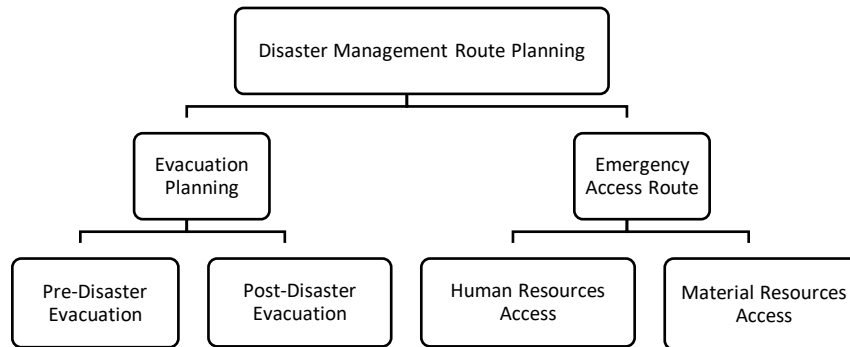 Disaster Management Route Planning
Evacuation
Planning
Emergency
Access Route
Pre-Disaster
Evacuation
Post-Disaster
Evacuation
Human Resources
Access
Material Resources
Access